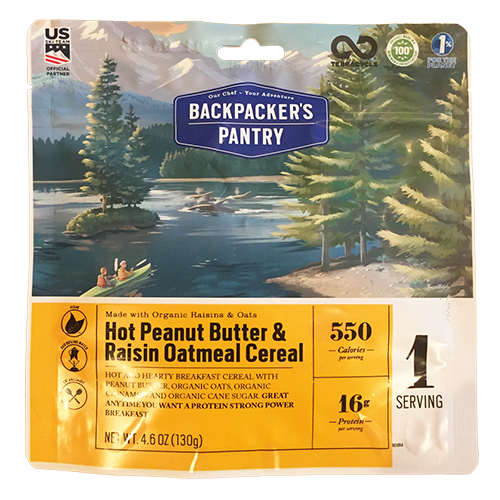 US
SKI TEAM
OFFICIAL
PARTNER
TERRACYCLE
100%
1%
FOR THE
PLANET
Our Chef - Your Adventure
BACKPACKER'S
PANTRY
Made with Organic Raisins & Oats
Hot Peanut Butter &
Raisin Oatmeal Cereal
HOT AND HEARTY BREAKFAST CEREAL WITH
PEANUT BUTTER, ORGANIC OATS, ORGANIC
CINNAMON AND ORGANIC CANE SUGAR. GREAT
ANYTIME YOU WANT A PROTEIN STRONG POWER
BREAKFAST.
NET WT. 4.6 OZ (130g)
550
Calories
per serving
16g
Protein
per serving
1
SERVING